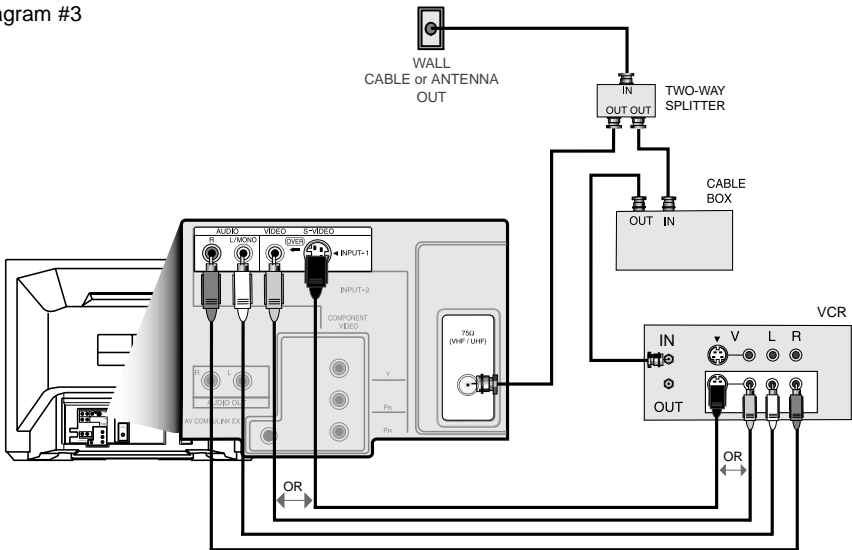 agram #3
WALL
CABLE or ANTENNA
OUT
IN
OUT OUT
TWO-WAY
SPLITTER
CABLE
BOX
OUT IN
AUDIO
R L/MONO
VIDEO
S-VIDEO
OVER
INPUT-1
INPUT-2
COMPONENT
VIDEO
Y
PB
PR
R L
AUDIO OUT
AV COMPULINK EX
75Ω
(VHF / UHF)
VCR
IN
V L R
OUT
OR
OR